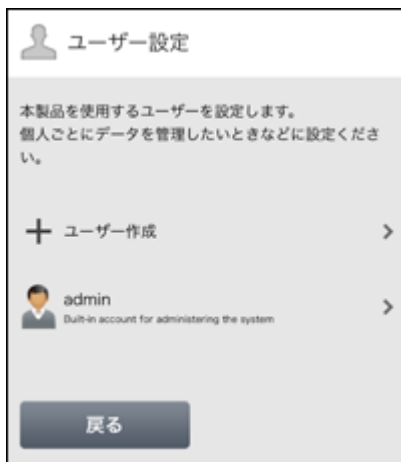 ユーザー設定
本製品を使用するユーザーを設定します。
個人ごとにデータを管理したいときなどに設定くださ
い。
ユーザー作成
admin
Built-in account for administering the system
戻る